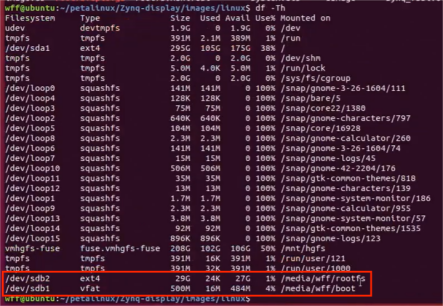 wff@ubuntu:~/petalinux/Zynq-display/images/linux$ df -Th
Filesystem Type Size Used Avail Use% Mounted on
udev devtmpfs 1.9G 0 1.9G 0% /dev
tmpfs tmpfs 391M 2.1M 389M 1% /run
/dev/sda1 ext4 295G 105G 175G 38% /
tmpfs tmpfs 2.0G 0 2.0G 0% /dev/shm
tmpfs tmpfs 5.0M 4.0K 5.0M 1% /run/lock
tmpfs tmpfs 2.0G 0 2.0G 0% /sys/fs/cgroup
/dev/loop0 squashfs 141M 141M 0 100% /snap/gnome-3-26-1604/111
/dev/loop4 squashfs 128K 128K 0 100% /snap/bare/5
/dev/loop3 squashfs 75M 75M 0 100% /snap/core22/1380
/dev/loop2 squashfs 640K 640K 0 100% /snap/gnome-characters/797
/dev/loop5 squashfs 104M 104M 0 100% /snap/core/16928
/dev/loop8 squashfs 2.3M 2.3M 0 100% /snap/gnome-calculator/260
/dev/loop6 squashfs 141M 141M 0 100% /snap/gnome-3-26-1604/74
/dev/loop7 squashfs 15M 15M 0 100% /snap/gnome-logs/45
/dev/loop10 squashfs 506M 506M 0 100% /snap/gnome-42-2204/176
/dev/loop11 squashfs 35M 35M 0 100% /snap/gtk-common-themes/818
/dev/loop12 squashfs 13M 13M 0 100% /snap/gnome-characters/139
/dev/loop1 squashfs 1.7M 1.7M 0 100% /snap/gnome-system-monitor/186
/dev/loop9 squashfs 2.3M 2.3M 0 100% /snap/gnome-calculator/955
/dev/loop13 squashfs 3.8M 3.8M 0 100% /snap/gnome-system-monitor/57
/dev/loop14 squashfs 92M 92M 0 100% /snap/gtk-common-themes/1535
/dev/loop15 squashfs 896K 896K 0 100% /snap/gnome-logs/123
vmhgfs-fuse fuse.vmhgfs-fuse 208G 102G 106G 50% /mnt/hgfs
tmpfs tmpfs 391M 16K 391M 1% /run/user/121
tmpfs tmpfs 391M 32K 391M 1% /run/user/1000
/dev/sdb2 ext4 29G 24K 27G 1% /media/wff/rootfs
/dev/sdb1 vfat 500M 16M 484M 4% /media/wff/boot